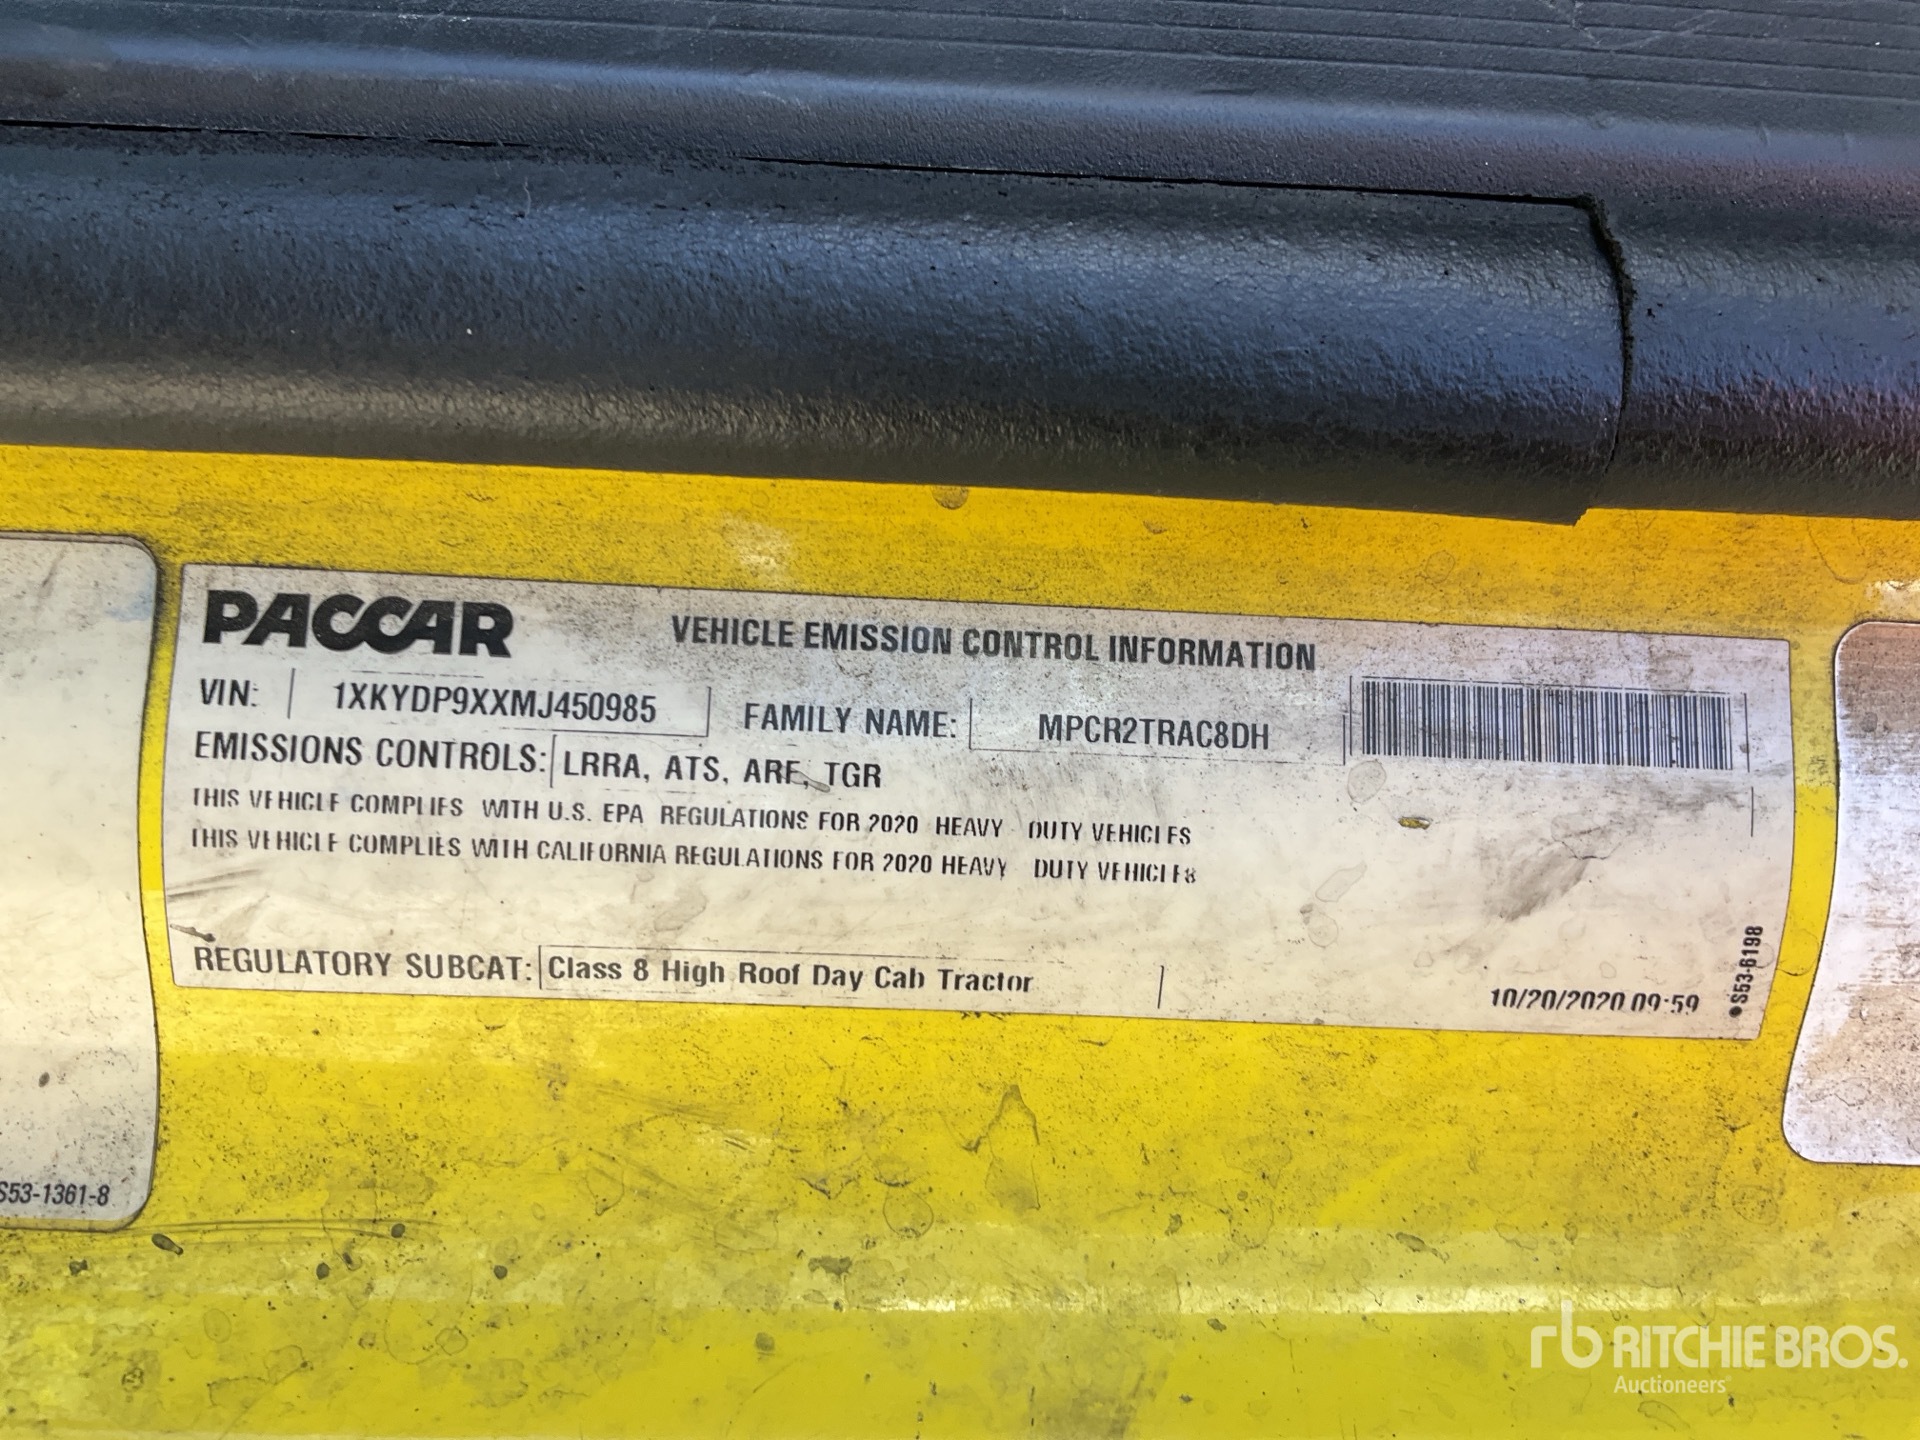 PACCAR
VEHICLE EMISSION CONTROL INFORMATION
VIN: 1XKYDP9XXMJ450985
FAMILY NAME: MPCR2TRAC8DH
EMISSIONS CONTROLS: LRRA, ATS, ARF, TGR
THIS VEHICLE COMPLIES WITH U.S. EPA REGULATIONS FOR 2020 HEAVY DUTY VEHICLES
THIS VEHICLE COMPLIES WITH CALIFORNIA REGULATIONS FOR 2020 HEAVY DUTY VEHICLES
REGULATORY SUBCAT: Class 8 High Roof Day Cab Tractor
10/20/2020 09:59
S53-6198
S53-1361-8
rb RITCHIE BROS.
Auctioneers